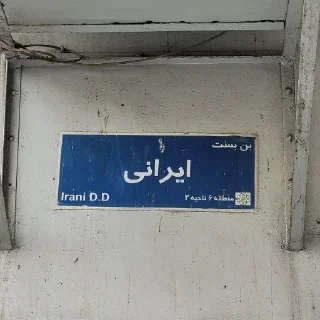 بن بست
ایرانی
Irani D.D
منطقه ۶ ناحیه ۲